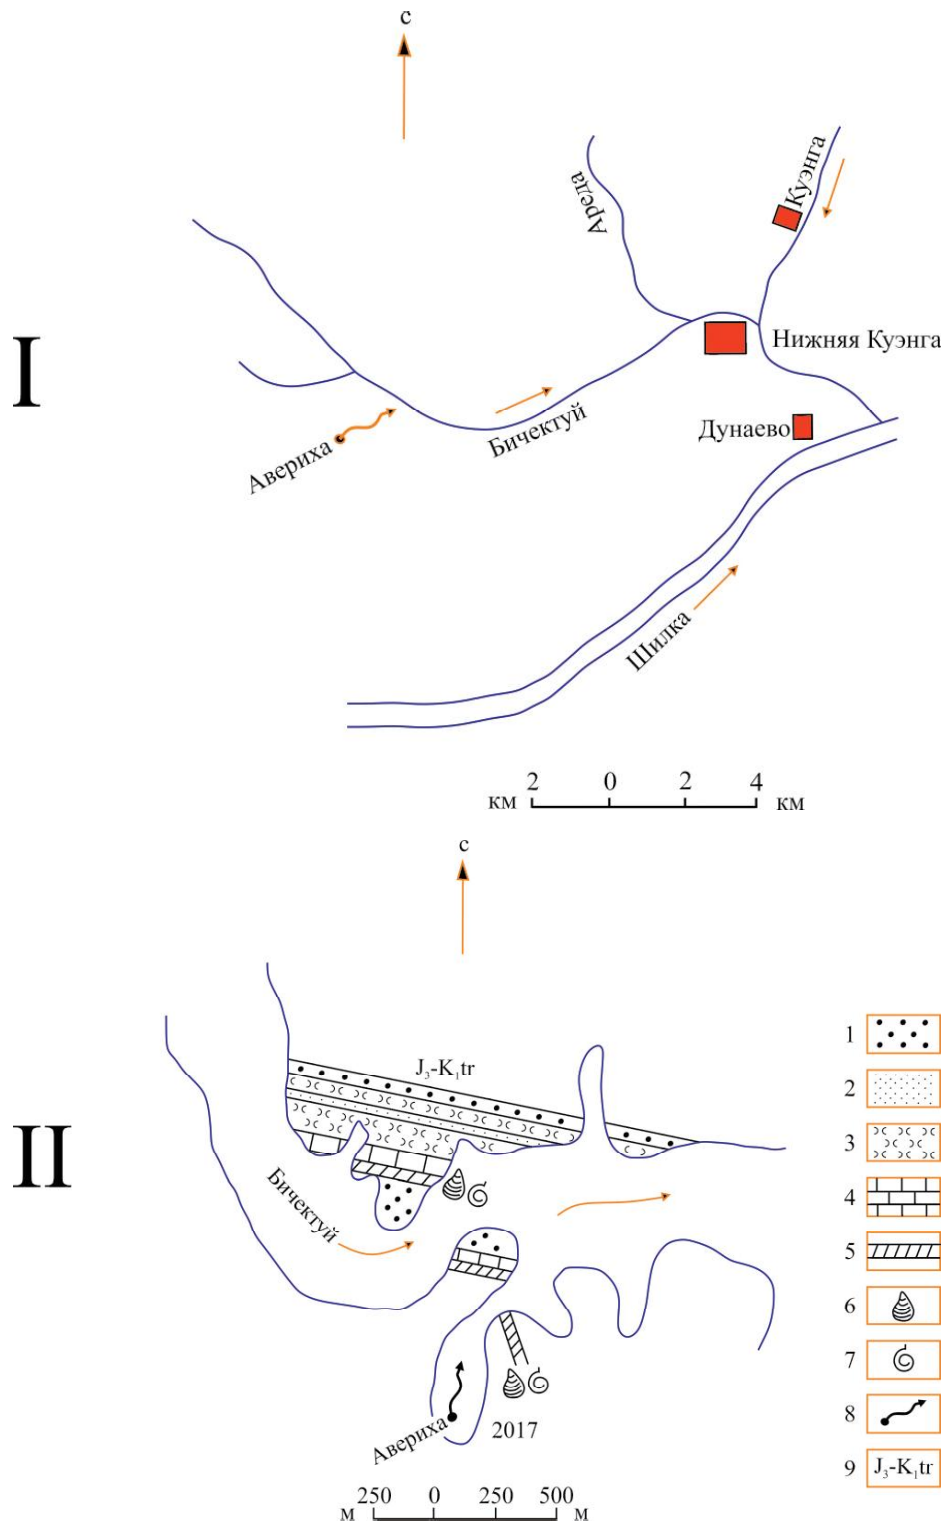 I
с
Куэнга
Ареда
Нижняя Куэнга
Авериха
Бичектуй
Дунаево
Шилка
2 0 2 4
км км
II
с
J₃-K₁tr
Бичектуй
Авериха
2017
250 0 250 500
м м
1
2
3
4
5
6
7
8
9 J₃-K₁tr